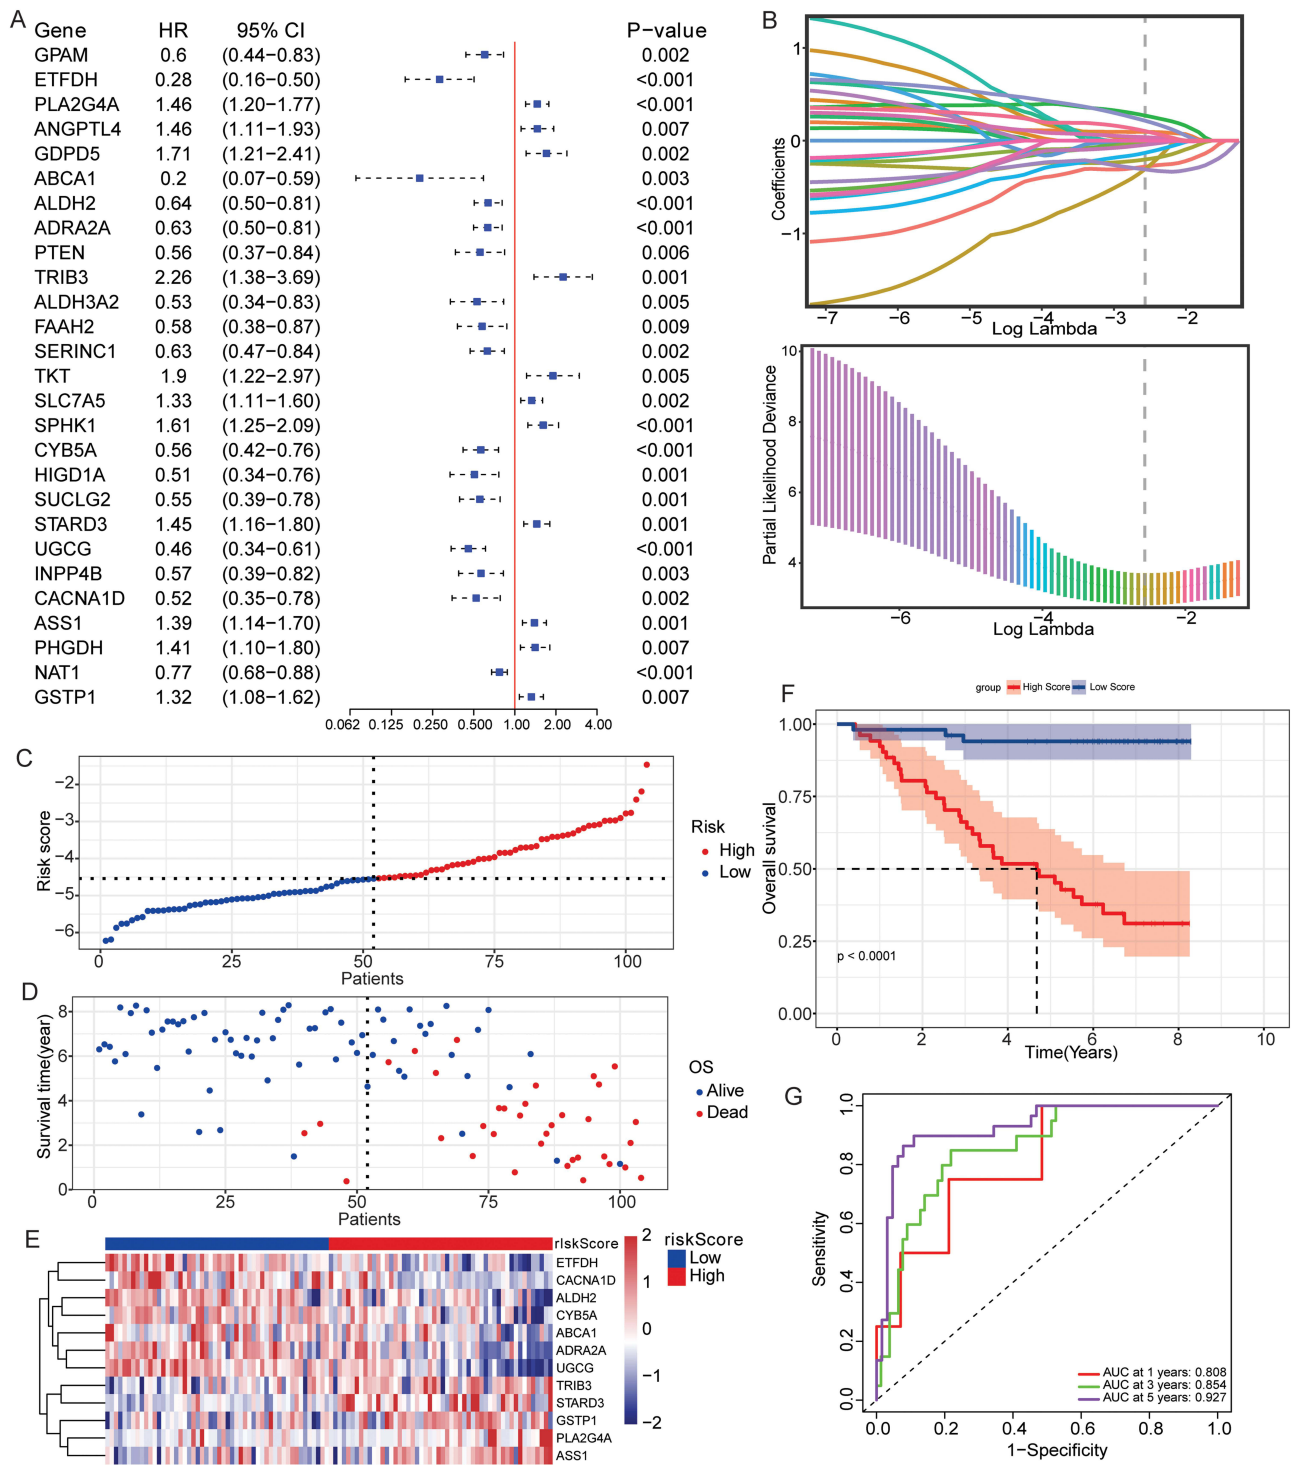 A
Gene HR 95% CI P−value
GPAM 0.6 (0.44−0.83) 0.002
ETFDH 0.28 (0.16−0.50) <0.001
PLA2G4A 1.46 (1.20−1.77) <0.001
ANGPTL4 1.46 (1.11−1.93) 0.007
GDPD5 1.71 (1.21−2.41) 0.002
ABCA1 0.2 (0.07−0.59) 0.003
ALDH2 0.64 (0.50−0.81) <0.001
ADRA2A 0.63 (0.50−0.81) <0.001
PTEN 0.56 (0.37−0.84) 0.006
TRIB3 2.26 (1.38−3.69) 0.001
ALDH3A2 0.53 (0.34−0.83) 0.005
FAAH2 0.58 (0.38−0.87) 0.009
SERINC1 0.63 (0.47−0.84) 0.002
TKT 1.9 (1.22−2.97) 0.005
SLC7A5 1.33 (1.11−1.60) 0.002
SPHK1 1.61 (1.25−2.09) <0.001
CYB5A 0.56 (0.42−0.76) <0.001
HIGD1A 0.51 (0.34−0.76) 0.001
SUCLG2 0.55 (0.39−0.78) 0.001
STARD3 1.45 (1.16−1.80) 0.001
UGCG 0.46 (0.34−0.61) <0.001
INPP4B 0.57 (0.39−0.82) 0.003
CACNA1D 0.52 (0.35−0.78) 0.002
ASS1 1.39 (1.14−1.70) 0.001
PHGDH 1.41 (1.10−1.80) 0.007
NAT1 0.77 (0.68−0.88) <0.001
GSTP1 1.32 (1.08−1.62) 0.007
0.062 0.125 0.250 0.500 1.00 2.00 4.00
B
Coefficients
1
0
−1
−7 −6 −5 −4 −3 −2
Log Lambda
Partial Likelihood Deviance
10
8
6
4
−6 −4 −2
Log Lambda
C
Risk score
−2
−3
−4
−5
−6
0 25 50 75 100
Patients
Risk
High
Low
D
Survival time(year)
8
6
4
2
0
0 25 50 75 100
Patients
OS
Alive
Dead
E
rIskScore
ETFDH
CACNA1D
ALDH2
CYB5A
ABCA1
ADRA2A
UGCG
TRIB3
STARD3
GSTP1
PLA2G4A
ASS1
2
1
0
−1
−2
riskScore
Low
High
F
group High Score Low Score
Overall suvival
1.00
0.75
0.50
0.25
0.00
p < 0.0001
0 2 4 6 8 10
Time(Years)
G
Sensitivity
1.0
0.8
0.6
0.4
0.2
0.0
AUC at 1 years: 0.808
AUC at 3 years: 0.854
AUC at 5 years: 0.927
0.0 0.2 0.4 0.6 0.8 1.0
1−Specificity